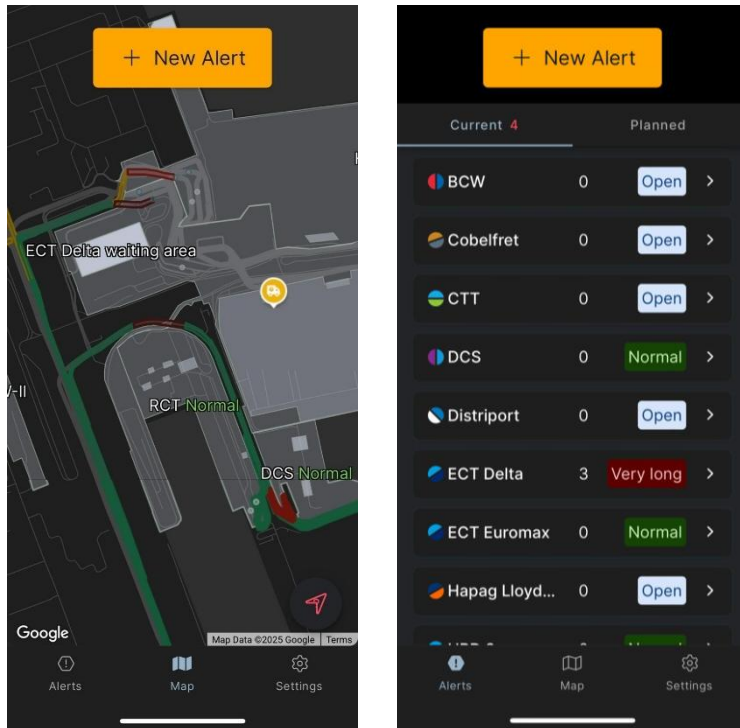 + New Alert
ECT Delta waiting area
RCT Normal
DCS Normal
Google
Map Data ©2025 Google Terms
Alerts Map Settings
+ New Alert
Current 4 Planned
BCW 0 Open
Cobelfret 0 Open
CTT 0 Open
DCS 0 Normal
Distriport 0 Open
ECT Delta 3 Very long
ECT Euromax 0 Normal
Hapag Lloyd... 0 Open
Alerts Map Settings